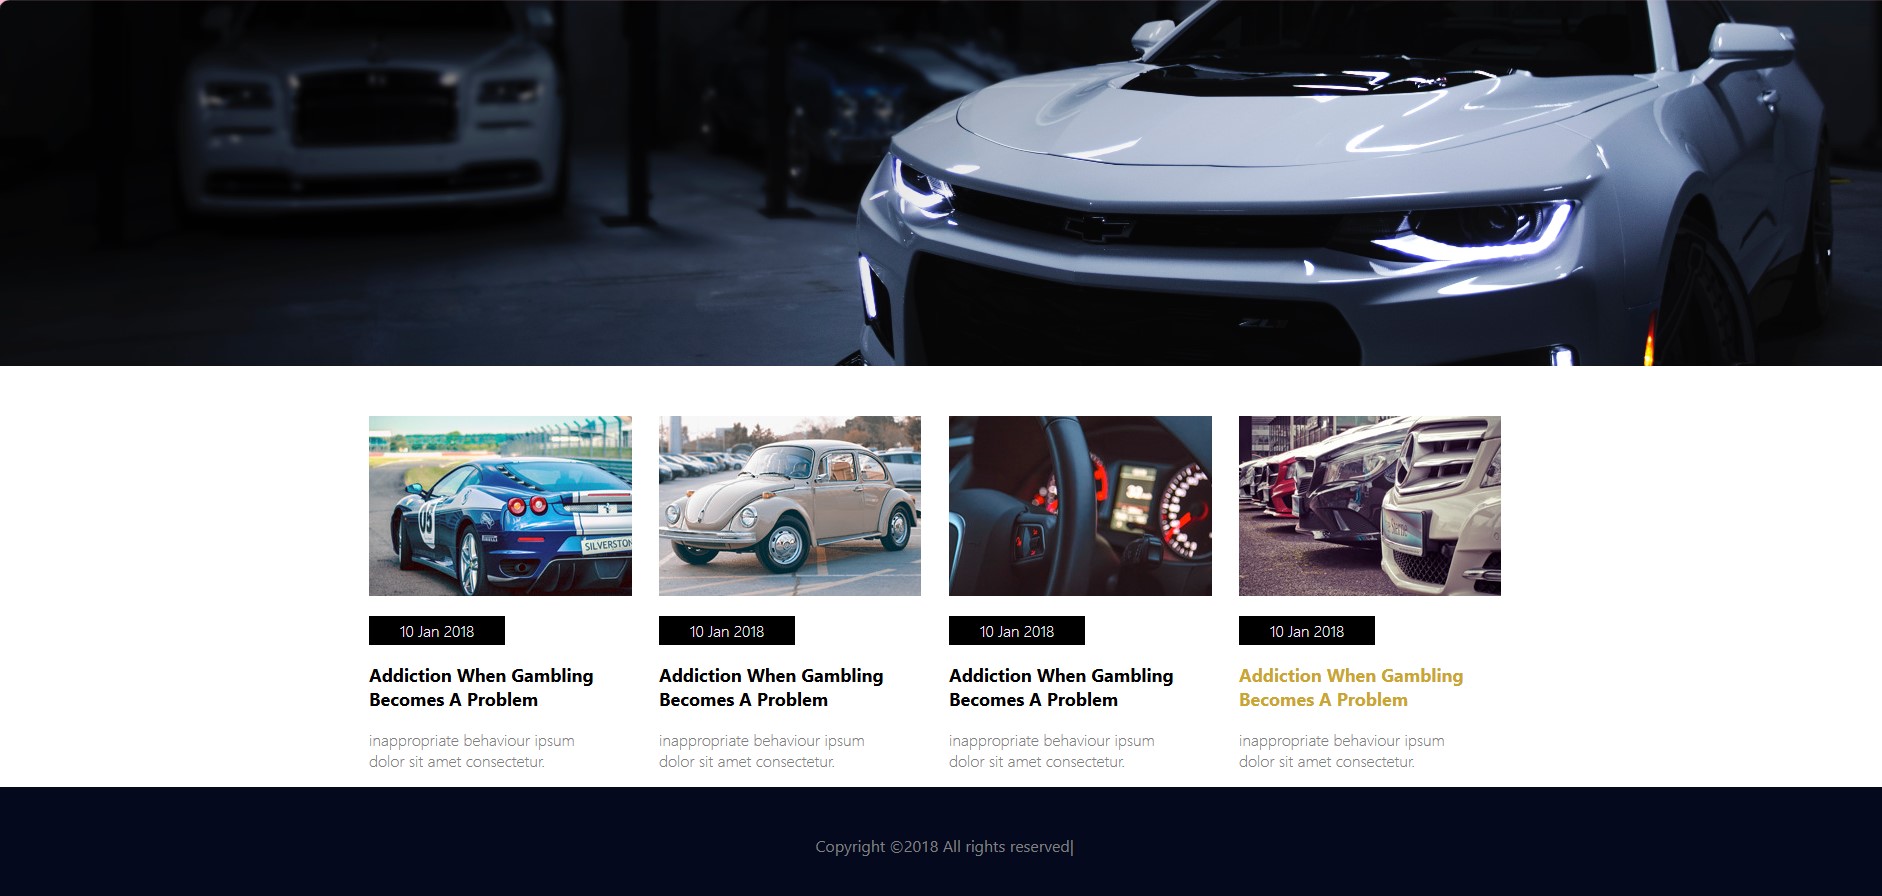 05
SILVERSTON
10 Jan 2018
Addiction When Gambling
Becomes A Problem
inappropriate behaviour ipsum
dolor sit amet consectetur.
10 Jan 2018
Addiction When Gambling
Becomes A Problem
inappropriate behaviour ipsum
dolor sit amet consectetur.
10 Jan 2018
Addiction When Gambling
Becomes A Problem
inappropriate behaviour ipsum
dolor sit amet consectetur.
10 Jan 2018
Addiction When Gambling
Becomes A Problem
inappropriate behaviour ipsum
dolor sit amet consectetur.
Copyright ©2018 All rights reserved|